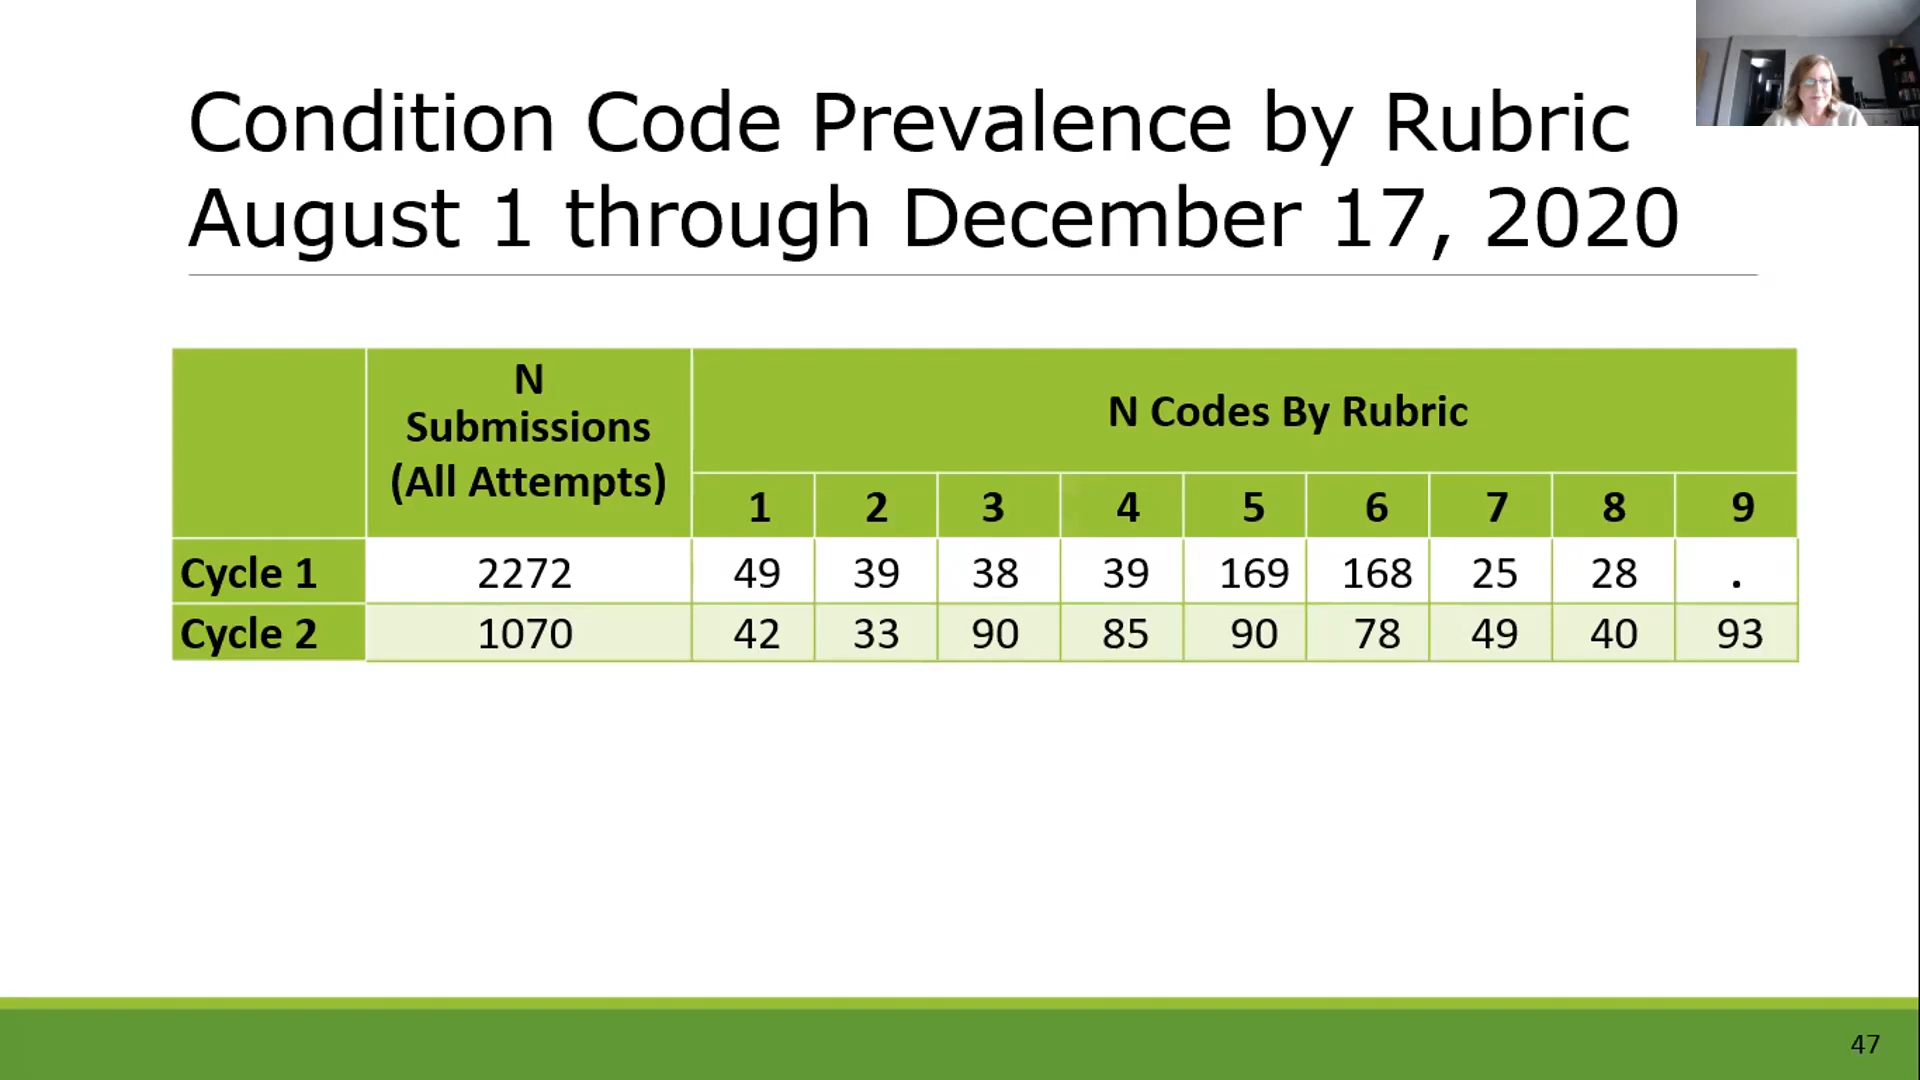 Condition Code Prevalence by Rubric
August 1 through December 17, 2020
N
Submissions
(All Attempts)
N Codes By Rubric
1 2 3 4 5 6 7 8 9
Cycle 1 2272 49 39 38 39 169 168 25 28 .
Cycle 2 1070 42 33 90 85 90 78 49 40 93
47